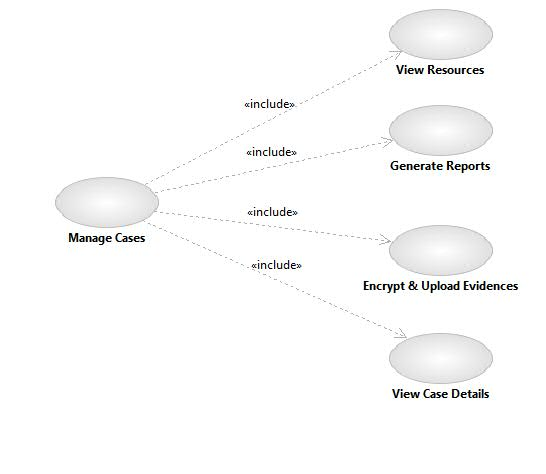 View Resources
«include»
Generate Reports
«include»
Manage Cases
«include»
Encrypt & Upload Evidences
«include»
View Case Details